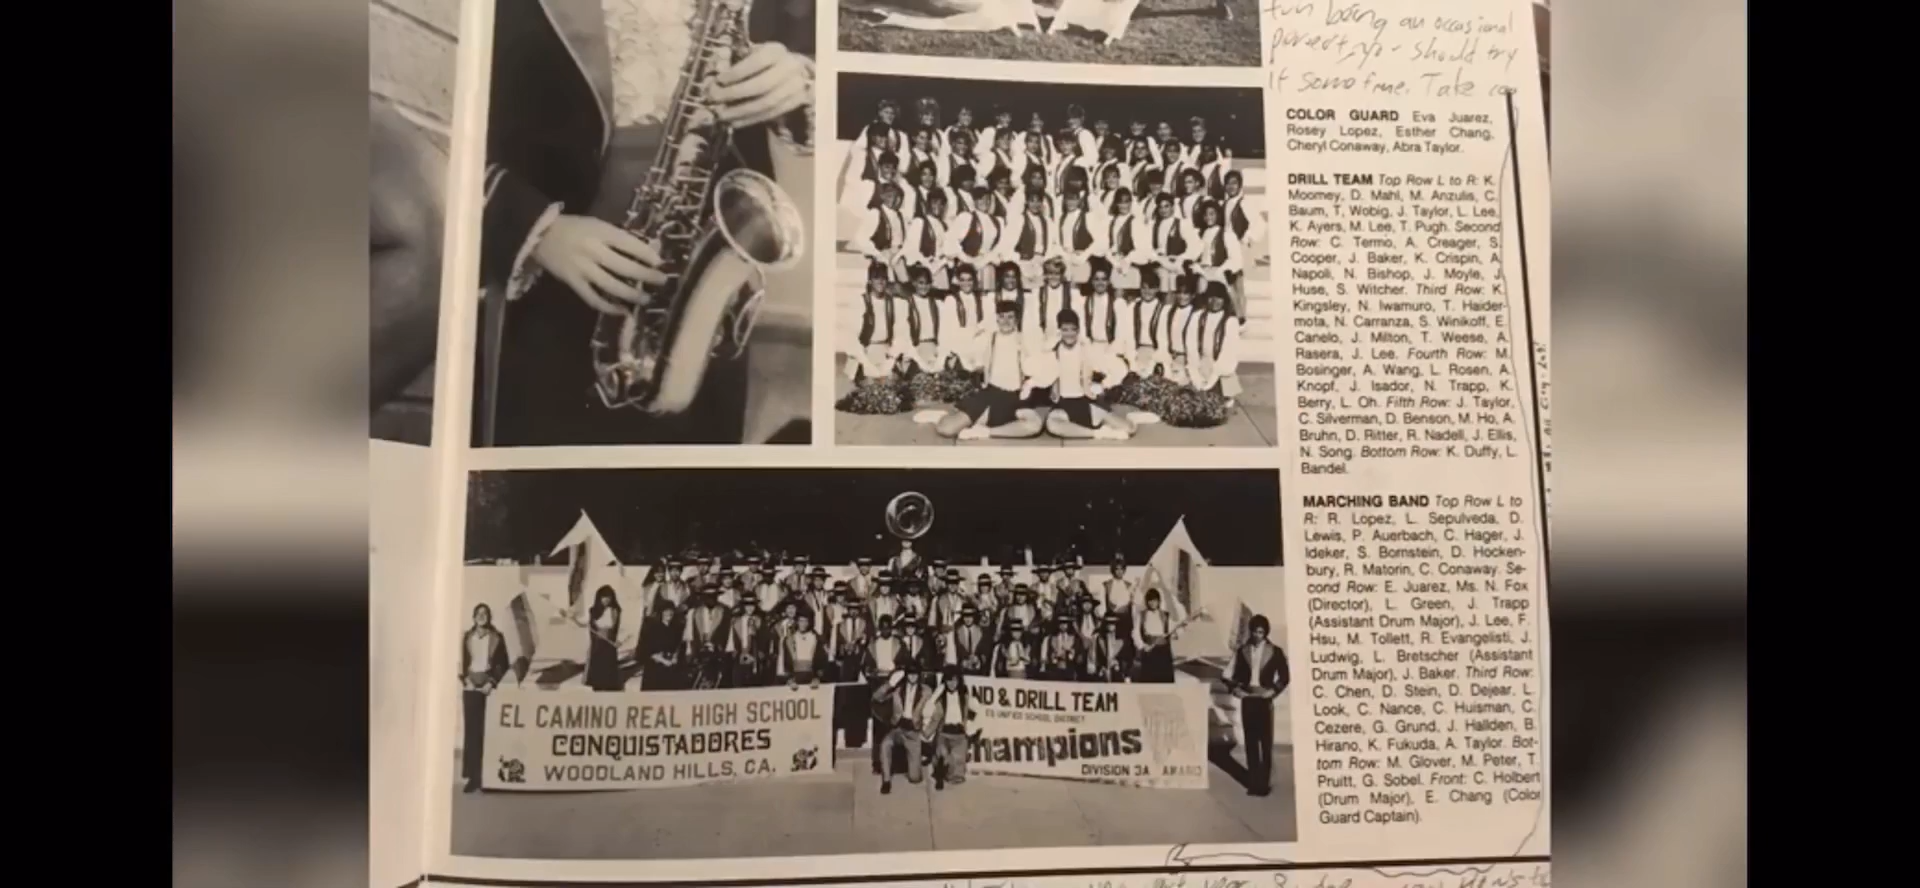 fun being an occasional
should try
it sometime. Take
COLOR GUARD Eva Juarez,
Rosey Lopez, Esther Chang,
Cheryl Conaway, Abra Taylor.
DRILL TEAM Top Row L to R: K.
Moomey, D. Mahl, M. Anzulis, C.
Baum, T. Wobig, J. Taylor, L. Lee,
K. Ayers, M. Lee, T. Pugh. Second
Row: C. Termo, A. Creager, S.
Cooper, J. Baker, K. Crispin, A.
Napoli, N. Bishop, J. Moyle, J.
Huse, S. Witcher. Third Row: K.
Kingsley, N. Iwamuro, T. Haider-
mota, N. Carranza, S. Winikoff, E.
Canelo, J. Milton, T. Weese, A.
Rasera, J. Lee. Fourth Row: M.
Bosinger, A. Wang, L. Rosen, A.
Knopf, J. Isador, N. Trapp, K.
Berry, L. Oh. Fifth Row: J. Taylor,
C. Silverman, D. Benson, M. Ho, A.
Bruhn, D. Ritter, R. Nadell, J. Ellis,
N. Song. Bottom Row: K. Duffy, L.
Bandel.
MARCHING BAND Top Row L to
R: R. Lopez, L. Sepulveda, D.
Lewis, P. Auerbach, C. Hager, J.
Ideker, S. Bornstein, D. Hocken-
bury, R. Matorin, C. Conaway. Se-
cond Row: E. Juarez, Ms. N. Fox
(Director), L. Green, J. Trapp
(Assistant Drum Major), J. Lee, F.
Hsu, M. Tollett, R. Evangelisti, J.
Ludwig, L. Bretscher (Assistant
Drum Major), J. Baker. Third Row:
C. Chen, D. Stein, D. Dejear, L.
Look, C. Nance, C. Huisman, C.
Cezere, G. Grund, J. Hallden, B.
Hirano, K. Fukuda, A. Taylor. Bot-
tom Row: M. Glover, M. Peter, T.
Pruitt, G. Sobel. Front: C. Holbert
(Drum Major), E. Chang (Color
Guard Captain).
EL CAMINO REAL HIGH SCHOOL
CONQUISTADORES
WOODLAND HILLS, CA.
ND & DRILL TEAM
UNIFIED SCHOOL DISTRICT
hampions
DIVISION 3A AWARD